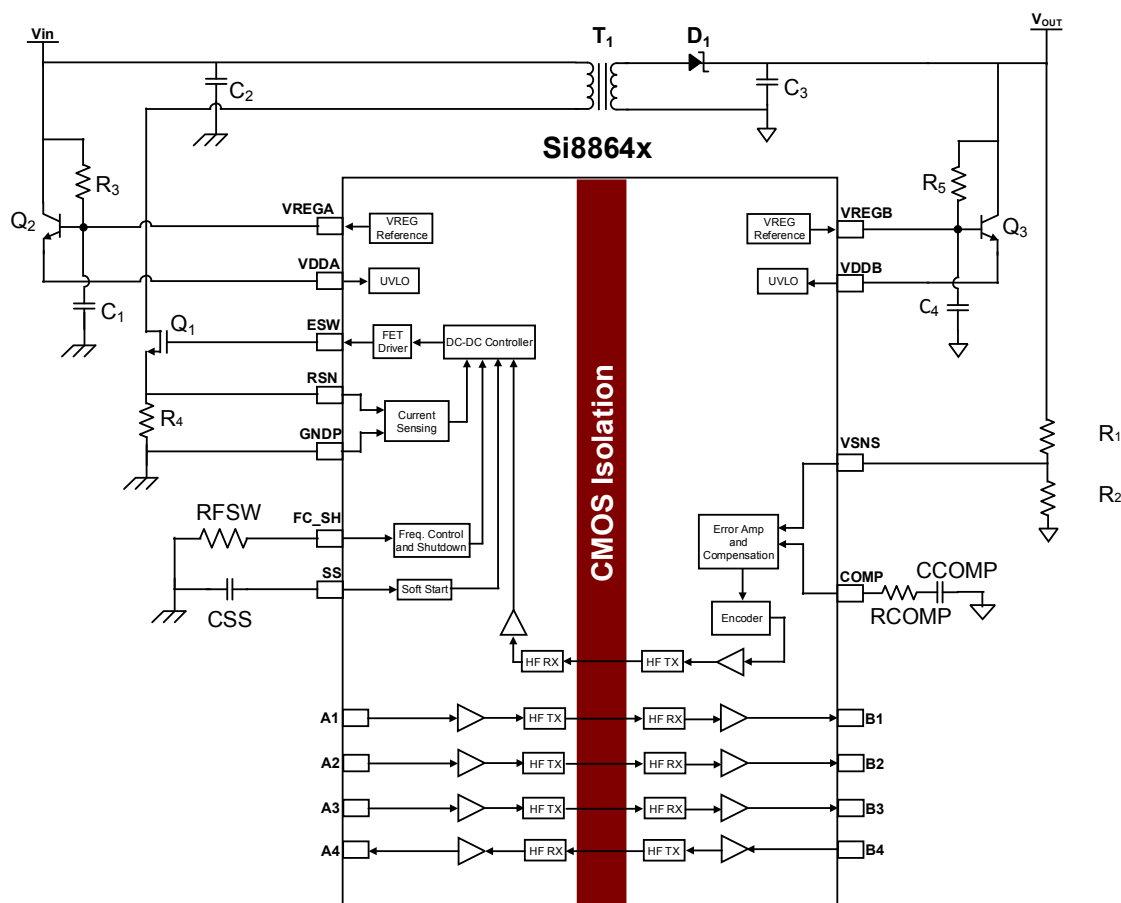 Vin
T1
D1
VOUT
C2
C3
Si8864x
R3
Q2
VREGA
VREG
Reference
VREG
Reference
VREGB
R5
Q3
VDDA
UVLO
UVLO
VDDB
C1
C4
Q1
ESW
FET
Driver
DC-DC Controller
RSN
R4
Current
Sensing
GNDP
CMOS Isolation
VSNS
R1
R2
RFSW
FC_SH
Freq. Control
and Shutdown
Error Amp
and
Compensation
SS
Soft Start
CSS
COMP
CCOMP
RCOMP
Encoder
HF RX
HF TX
A1
HF TX
HF RX
B1
A2
HF TX
HF RX
B2
A3
HF TX
HF RX
B3
A4
HF RX
HF TX
B4